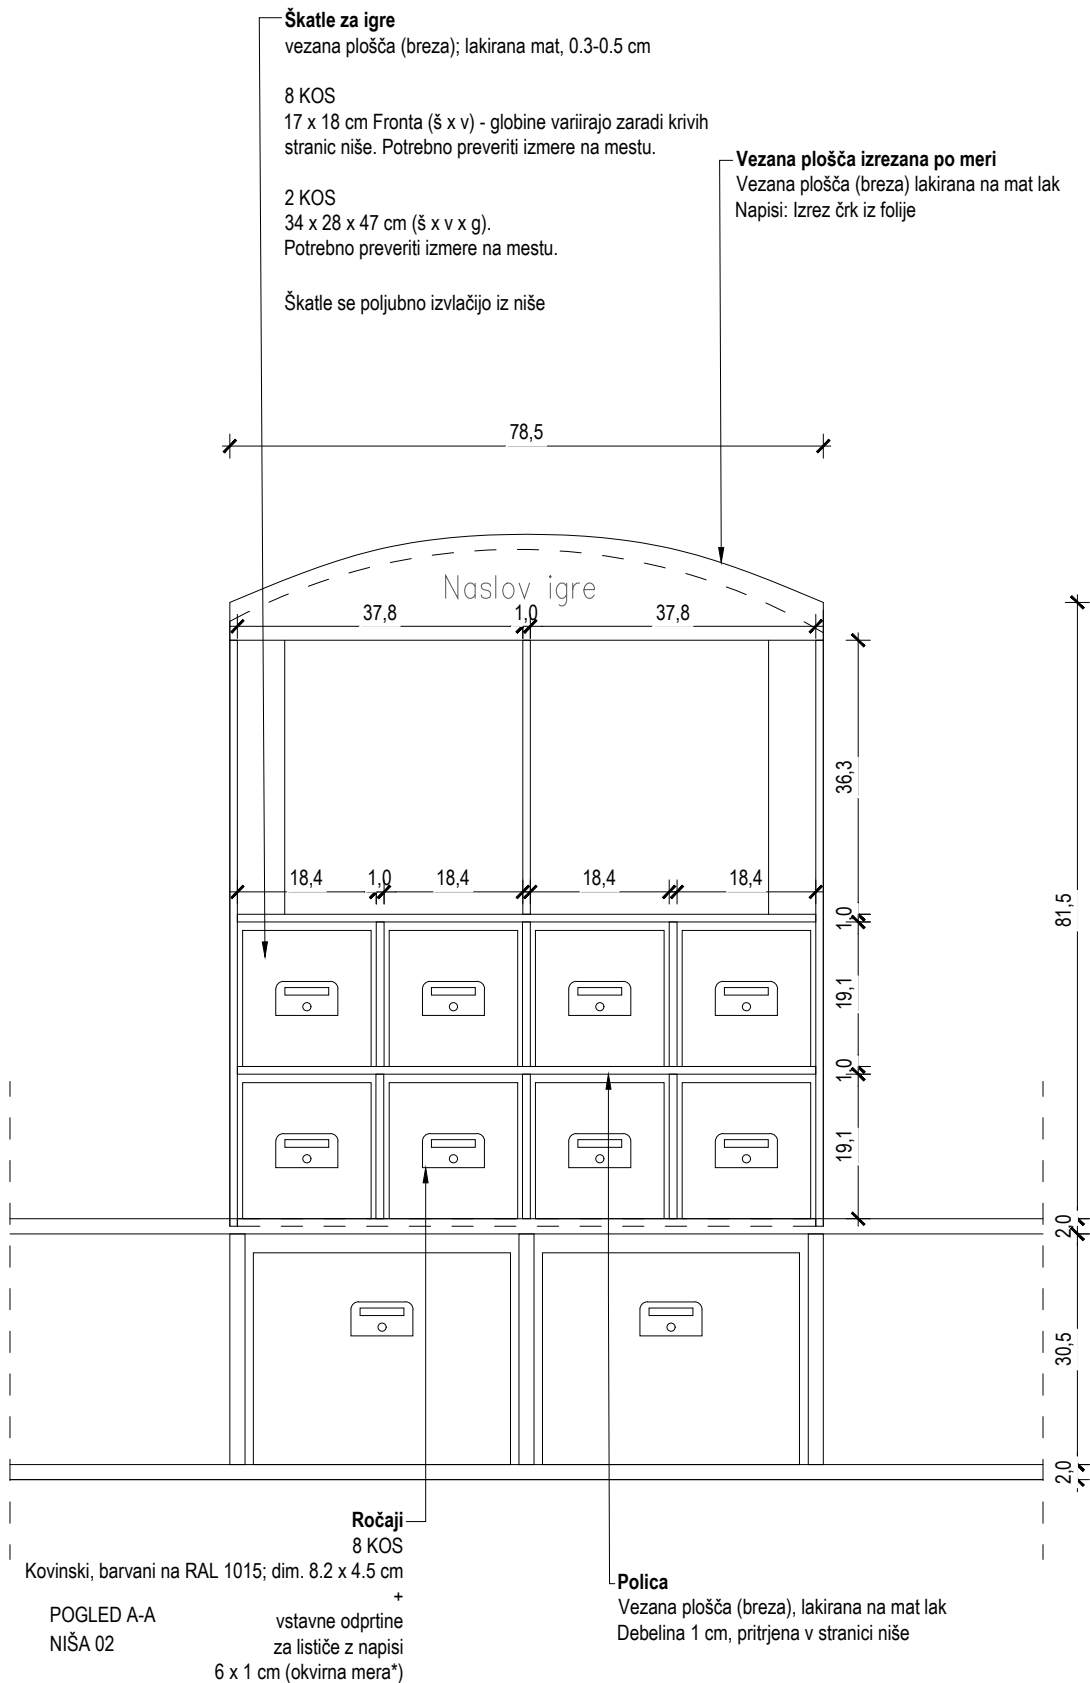 Škatle za igre
vezana plošča (breza); lakirana mat, 0.3-0.5 cm
8 KOS
17 x 18 cm Fronta (š x v) - globine variirajo zaradi krivih
stranic niše. Potrebno preveriti izmere na mestu.
2 KOS
34 x 28 x 47 cm (š x v x g).
Potrebno preveriti izmere na mestu.
Škatle se poljubno izvlačijo iz niše
Vezana plošča izrezana po meri
Vezana plošča (breza) lakirana na mat lak
Napisi: Izrez črk iz folije
78,5
Naslov igre
37,8 1,0 37,8
36,3
18,4 1,0 18,4 18,4 18,4
1,0
81,5
19,1
1,0
19,1
2,0
30,5
2,0
Ročaji
8 KOS
Kovinski, barvani na RAL 1015; dim. 8.2 x 4.5 cm
+
vstavne odprtine
za lističe z napisi
6 x 1 cm (okvirna mera*)
POGLED A-A
NIŠA 02
Polica
Vezana plošča (breza), lakirana na mat lak
Debelina 1 cm, pritrjena v stranici niše